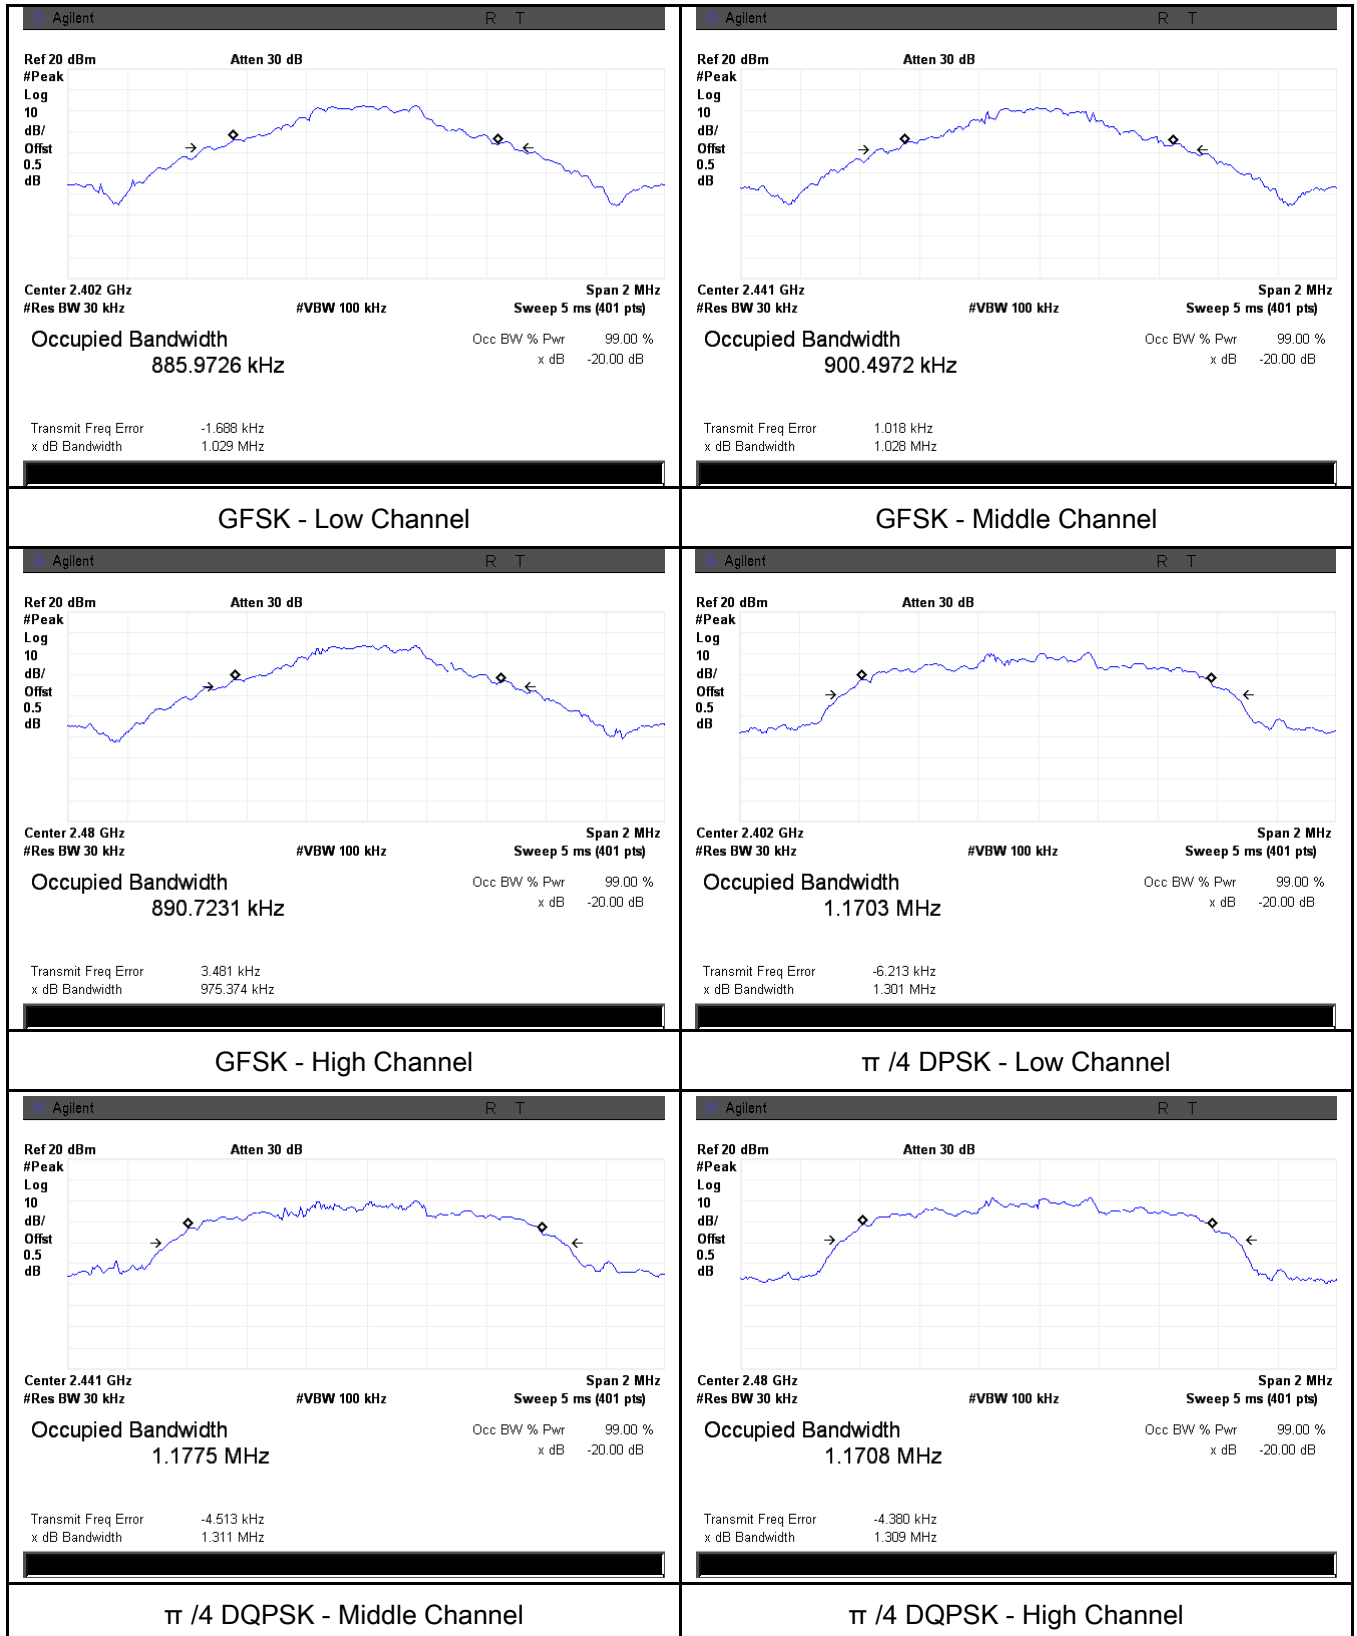 Agilent R T
Ref 20 dBm Atten 30 dB
#Peak
Log
10
dB/
Offst
0.5
dB
Center 2.402 GHz Span 2 MHz
#Res BW 30 kHz #VBW 100 kHz Sweep 5 ms (401 pts)
Occupied Bandwidth Occ BW % Pwr 99.00 %
885.9726 kHz x dB -20.00 dB
Transmit Freq Error -1.688 kHz
x dB Bandwidth 1.029 MHz
GFSK - Low Channel
Agilent R T
Ref 20 dBm Atten 30 dB
#Peak
Log
10
dB/
Offst
0.5
dB
Center 2.441 GHz Span 2 MHz
#Res BW 30 kHz #VBW 100 kHz Sweep 5 ms (401 pts)
Occupied Bandwidth Occ BW % Pwr 99.00 %
900.4972 kHz x dB -20.00 dB
Transmit Freq Error 1.018 kHz
x dB Bandwidth 1.028 MHz
GFSK - Middle Channel
Agilent R T
Ref 20 dBm Atten 30 dB
#Peak
Log
10
dB/
Offst
0.5
dB
Center 2.48 GHz Span 2 MHz
#Res BW 30 kHz #VBW 100 kHz Sweep 5 ms (401 pts)
Occupied Bandwidth Occ BW % Pwr 99.00 %
890.7231 kHz x dB -20.00 dB
Transmit Freq Error 3.481 kHz
x dB Bandwidth 975.374 kHz
GFSK - High Channel
Agilent R T
Ref 20 dBm Atten 30 dB
#Peak
Log
10
dB/
Offst
0.5
dB
Center 2.402 GHz Span 2 MHz
#Res BW 30 kHz #VBW 100 kHz Sweep 5 ms (401 pts)
Occupied Bandwidth Occ BW % Pwr 99.00 %
1.1703 MHz x dB -20.00 dB
Transmit Freq Error -6.213 kHz
x dB Bandwidth 1.301 MHz
π /4 DPSK - Low Channel
Agilent R T
Ref 20 dBm Atten 30 dB
#Peak
Log
10
dB/
Offst
0.5
dB
Center 2.441 GHz Span 2 MHz
#Res BW 30 kHz #VBW 100 kHz Sweep 5 ms (401 pts)
Occupied Bandwidth Occ BW % Pwr 99.00 %
1.1775 MHz x dB -20.00 dB
Transmit Freq Error -4.513 kHz
x dB Bandwidth 1.311 MHz
π /4 DQPSK - Middle Channel
Agilent R T
Ref 20 dBm Atten 30 dB
#Peak
Log
10
dB/
Offst
0.5
dB
Center 2.48 GHz Span 2 MHz
#Res BW 30 kHz #VBW 100 kHz Sweep 5 ms (401 pts)
Occupied Bandwidth Occ BW % Pwr 99.00 %
1.1708 MHz x dB -20.00 dB
Transmit Freq Error -4.380 kHz
x dB Bandwidth 1.309 MHz
π /4 DQPSK - High Channel